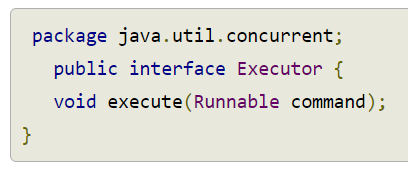 package java.util.concurrent;
public interface Executor {
void execute(Runnable command);
}